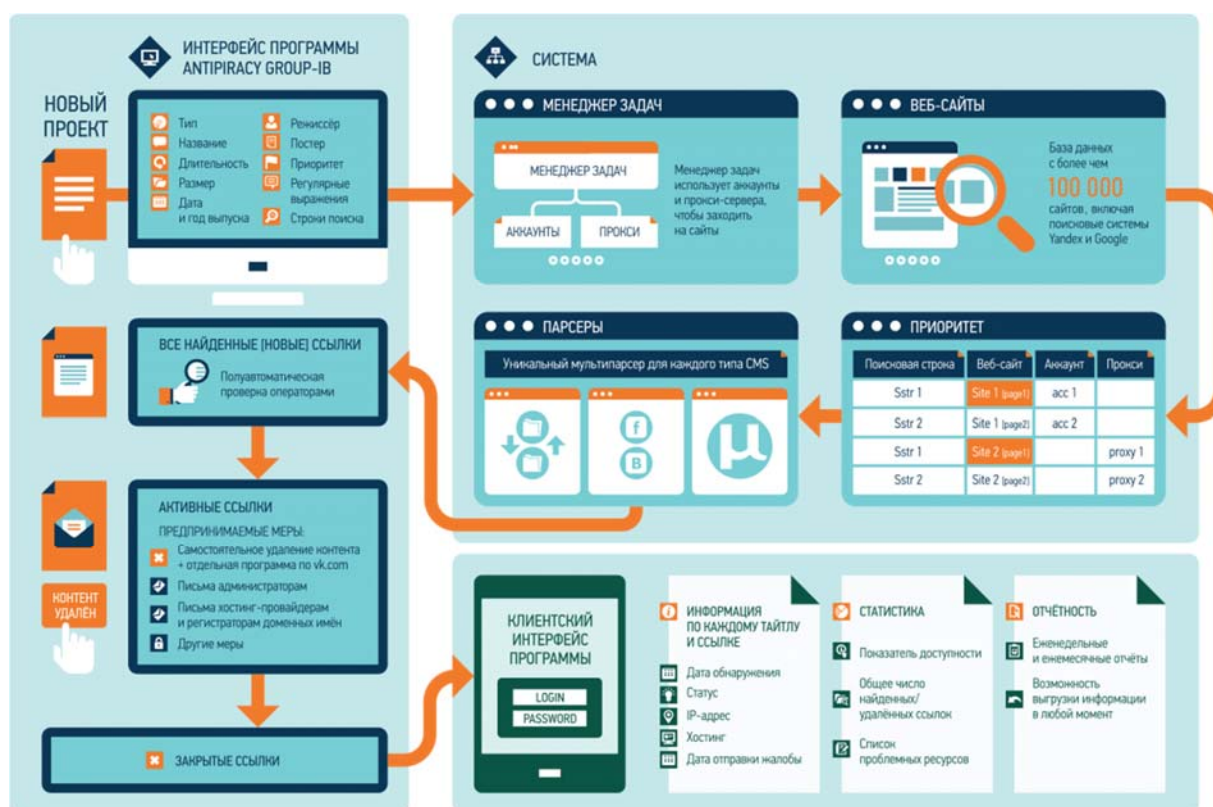 ИНТЕРФЕЙС ПРОГРАММЫ
ANTIPIRACY GROUP-IB
НОВЫЙ
ПРОЕКТ
Тип
Название
Длительность
Размер
Дата
и год выпуска
Режиссёр
Постер
Приоритет
Регулярные
выражения
Строки поиска
СИСТЕМА
МЕНЕДЖЕР ЗАДАЧ
МЕНЕДЖЕР ЗАДАЧ
АККАУНТЫ
ПРОКСИ
Менеджер задач
использует аккаунты
и прокси-сервера,
чтобы заходить
на сайты
ВЕБ-САЙТЫ
База данных
с более чем
100 000
сайтов, включая
поисковые системы
Yandex и Google
ПРИОРИТЕТ
Поисковая строка Веб-сайт Аккаунт Прокси
Sstr 1 Site 1 (page1) acc 1
Sstr 2 Site 1 (page2) acc 2
Sstr 1 Site 2 (page1) proxy 1
Sstr 2 Site 2 (page2) proxy 2
ПАРСЕРЫ
Уникальный мультипарсер для каждого типа CMS
f
B
µ
ВСЕ НАЙДЕННЫЕ (НОВЫЕ) ССЫЛКИ
Полуавтоматическая
проверка операторами
АКТИВНЫЕ ССЫЛКИ
ПРЕДПРИНИМАЕМЫЕ МЕРЫ:
Самостоятельное удаление контента
+ отдельная программа по vk.com
Письма администраторам
Письма хостинг-провайдерам
и регистраторам доменных имён
Другие меры
КОНТЕНТ
УДАЛЁН
ЗАКРЫТЫЕ ССЫЛКИ
КЛИЕНТСКИЙ
ИНТЕРФЕЙС
ПРОГРАММЫ
LOGIN
PASSWORD
ИНФОРМАЦИЯ
ПО КАЖДОМУ ТАЙТЛУ
И ССЫЛКЕ
Дата обнаружения
Статус
IP-адрес
Хостинг
Дата отправки жалобы
СТАТИСТИКА
Показатель доступности
Общее число
найденных/
удалённых ссылок
Список
проблемных ресурсов
ОТЧЁТНОСТЬ
Еженедельные
и ежемесячные отчёты
Возможность
выгрузки информации
в любой момент